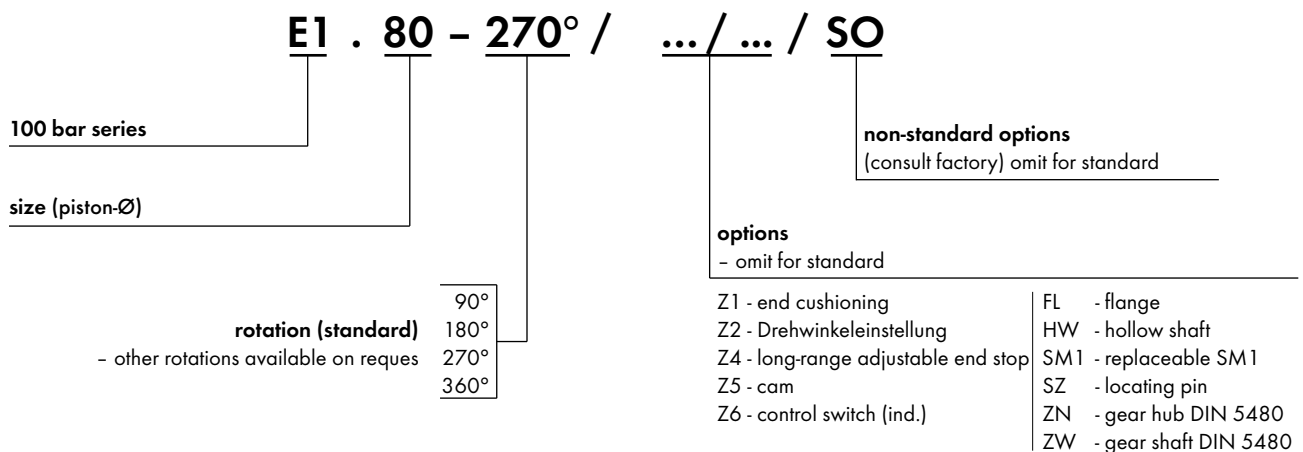 E1 . 80 – 270° / ... / ... / SO
100 bar series
non-standard options
(consult factory) omit for standard
size (piston-Ø)
options
– omit for standard
90°
rotation (standard) 180°
– other rotations available on reques 270°
360°
Z1 - end cushioning
Z2 - Drehwinkeleinstellung
Z4 - long-range adjustable end stop
Z5 - cam
Z6 - control switch (ind.)
FL - flange
HW - hollow shaft
SM1 - replaceable SM1
SZ - locating pin
ZN - gear hub DIN 5480
ZW - gear shaft DIN 5480